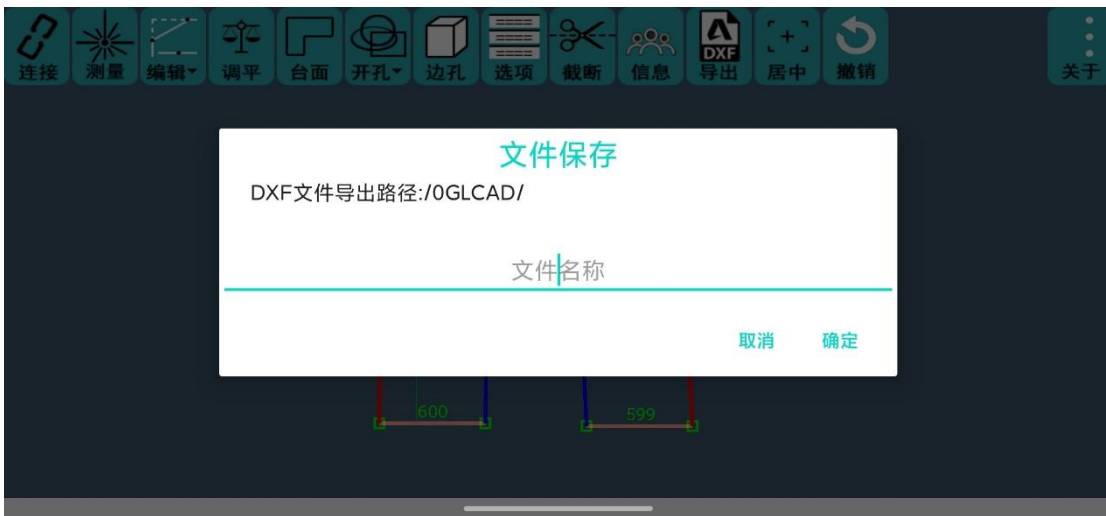 连接 测量 编辑 调平 台面 开孔 边孔 选项 截断 信息 DXF 导出 居中 撤销 关于
文件保存
DXF文件导出路径:/0GLCAD/
文件名称
取消 确定
600 599